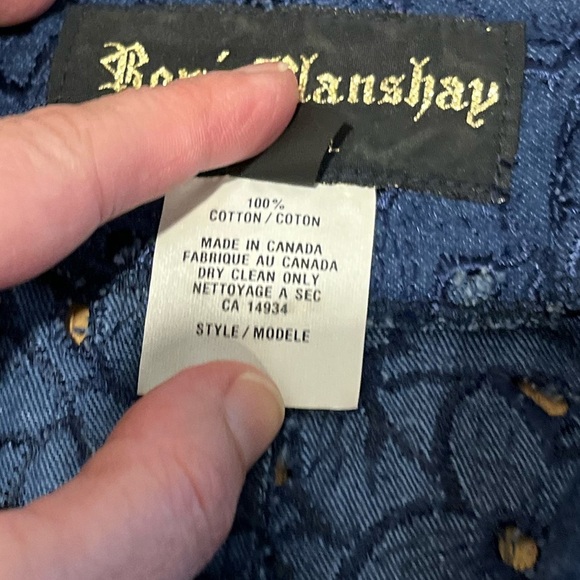 100%
COTTON / COTON
MADE IN CANADA
FABRIQUE AU CANADA
DRY CLEAN ONLY
NETTOYAGE A SEC
CA 14934
STYLE / MODELE